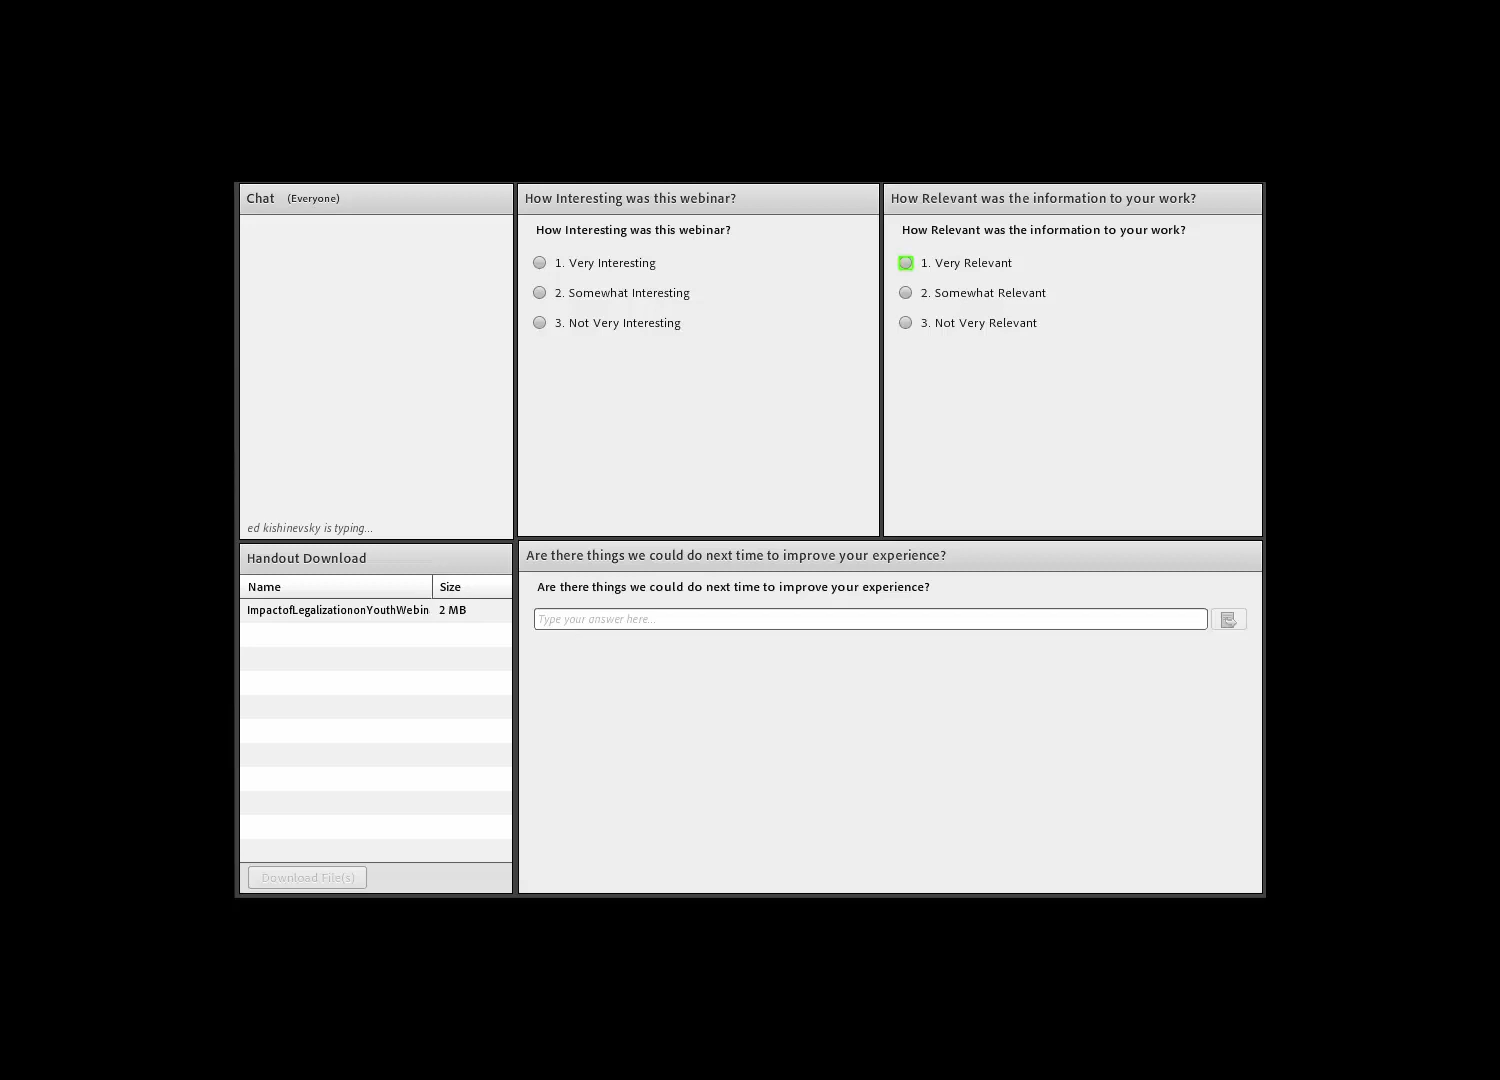 Chat (Everyone)
ed kishinevsky is typing...
How Interesting was this webinar?
How Interesting was this webinar?
1. Very Interesting
2. Somewhat Interesting
3. Not Very Interesting
How Relevant was the information to your work?
How Relevant was the information to your work?
1. Very Relevant
2. Somewhat Relevant
3. Not Very Relevant
Handout Download
Name Size
ImpactofLegalizationonYouthWebin 2 MB
Download File(s)
Are there things we could do next time to improve your experience?
Are there things we could do next time to improve your experience?
Type your answer here...